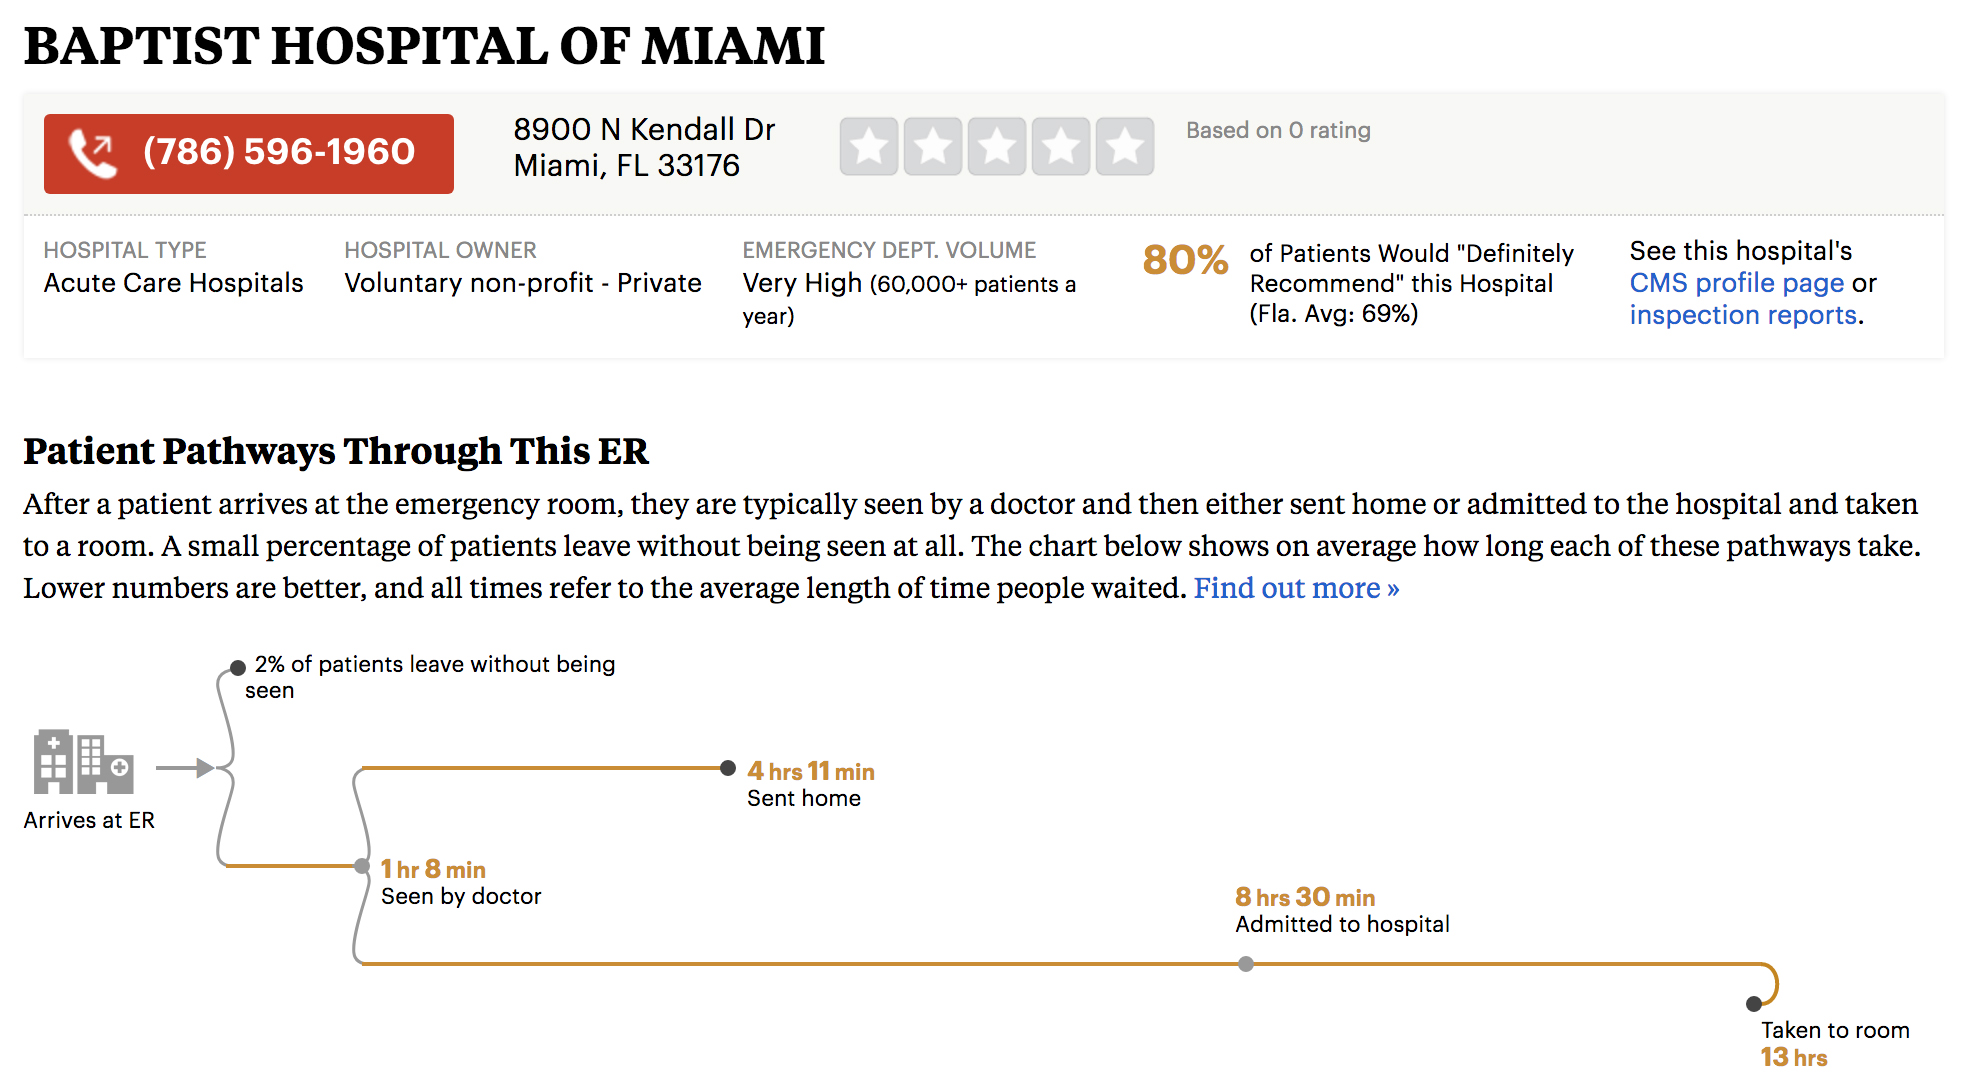 BAPTIST HOSPITAL OF MIAMI
(786) 596-1960
8900 N Kendall Dr
Miami, FL 33176
Based on 0 rating
HOSPITAL TYPE
Acute Care Hospitals
HOSPITAL OWNER
Voluntary non-profit - Private
EMERGENCY DEPT. VOLUME
Very High (60,000+ patients a
year)
80%
of Patients Would "Definitely
Recommend" this Hospital
(Fla. Avg: 69%)
See this hospital's
CMS profile page or
inspection reports.
Patient Pathways Through This ER
After a patient arrives at the emergency room, they are typically seen by a doctor and then either sent home or admitted to the hospital and taken
to a room. A small percentage of patients leave without being seen at all. The chart below shows on average how long each of these pathways take.
Lower numbers are better, and all times refer to the average length of time people waited. Find out more »
2% of patients leave without being
seen
Arrives at ER
4 hrs 11 min
Sent home
1 hr 8 min
Seen by doctor
8 hrs 30 min
Admitted to hospital
Taken to room
13 hrs